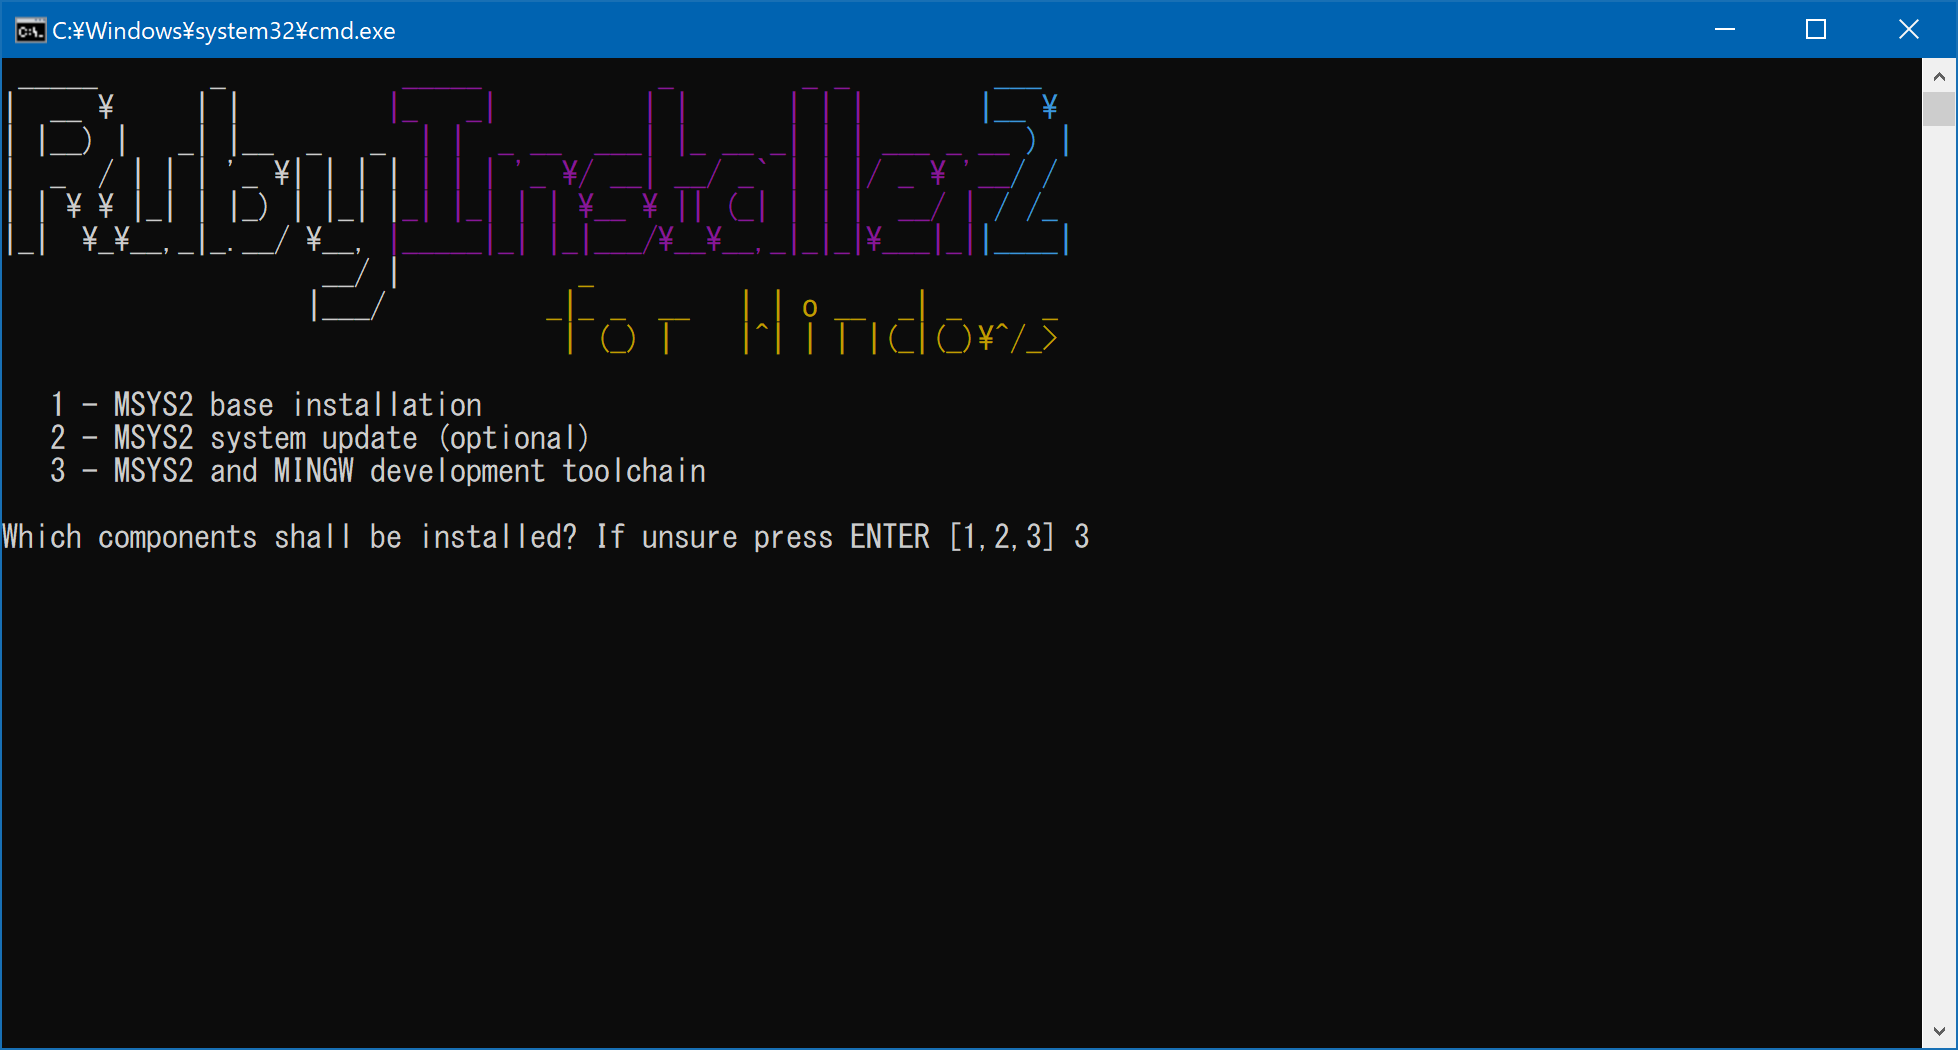 C:¥Windows¥system32¥cmd.exe
RubyInstaller2
for Windows
1 - MSYS2 base installation
2 - MSYS2 system update (optional)
3 - MSYS2 and MINGW development toolchain
Which components shall be installed? If unsure press ENTER [1,2,3] 3